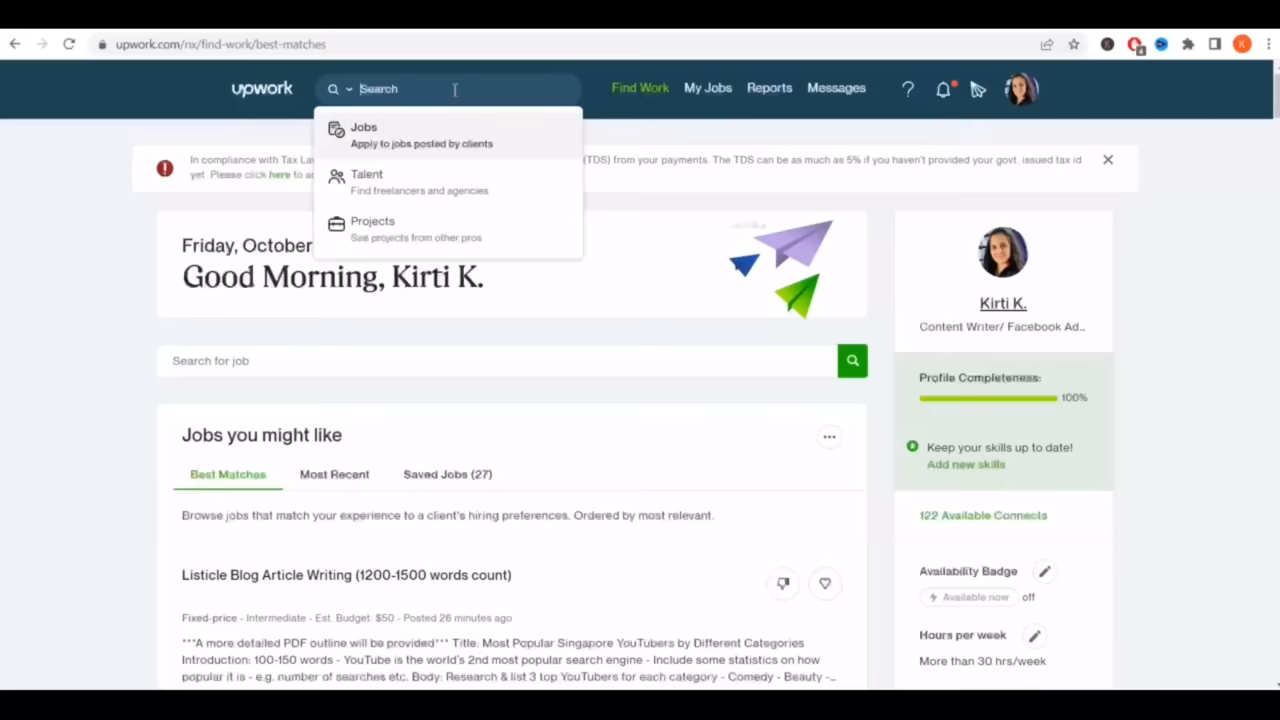 upwork.com/nx/find-work/best-matches
4
K
upwork
Search
Find Work
My Jobs
Reports
Messages
?
Jobs
Apply to jobs posted by clients
Talent
Find freelancers and agencies
Projects
See projects from other pros
In compliance with Tax La (TDS) from your payments. The TDS can be as much as 5% if you haven't provided your govt. issued tax id
yet. Please click here to a
Friday, October
Good Morning, Kirti K.
Search for job
Jobs you might like
Best Matches
Most Recent
Saved Jobs (27)
Browse jobs that match your experience to a client's hiring preferences. Ordered by most relevant.
Listicle Blog Article Writing (1200-1500 words count)
Fixed-price - Intermediate - Est. Budget: $50 - Posted 26 minutes ago
***A more detailed PDF outline will be provided*** Title: Most Popular Singapore YouTubers by Different Categories
Introduction: 100-150 words - YouTube is the world's 2nd most popular search engine - Include some statistics on how
popular it is - e.g. number of searches etc. Body: Research & list 3 top YouTubers for each category - Comedy - Beauty -...
Kirti K.
Content Writer/ Facebook Ad...
Profile Completeness:
100%
Keep your skills up to date!
Add new skills
122 Available Connects
Availability Badge
Available now off
Hours per week
More than 30 hrs/week